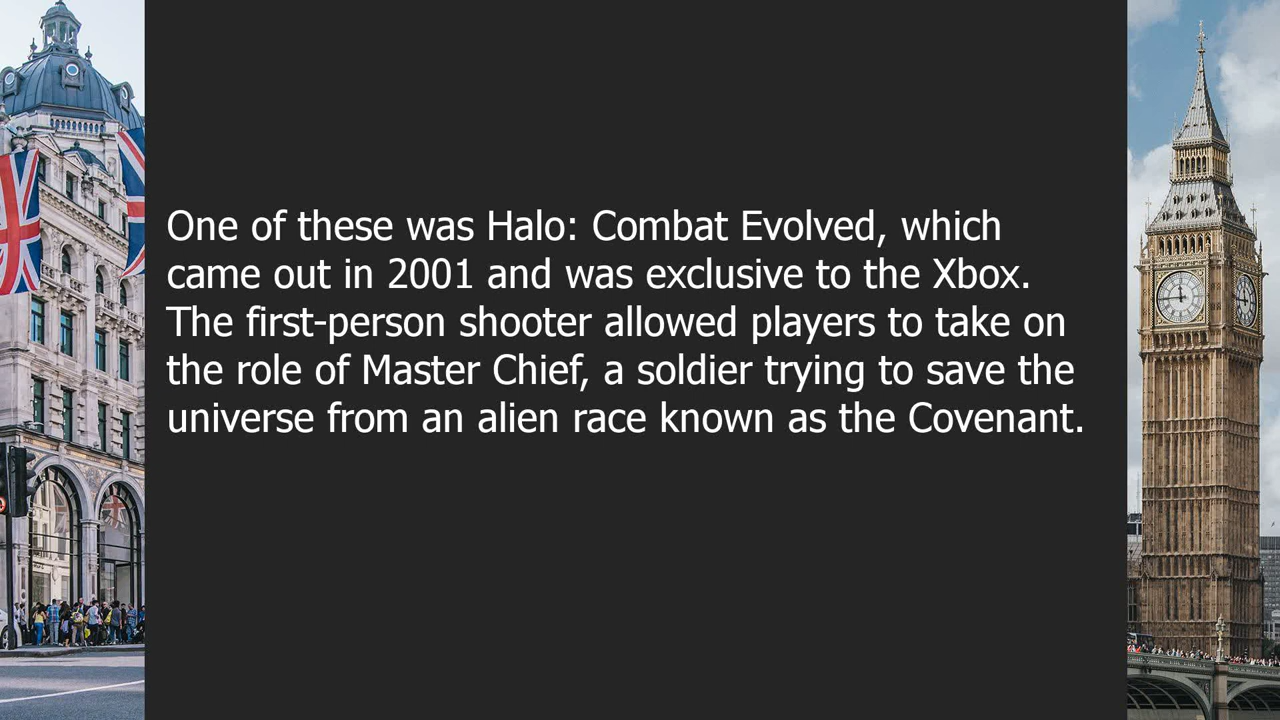 One of these was Halo: Combat Evolved, which
came out in 2001 and was exclusive to the Xbox.
The first-person shooter allowed players to take on
the role of Master Chief, a soldier trying to save the
universe from an alien race known as the Covenant.